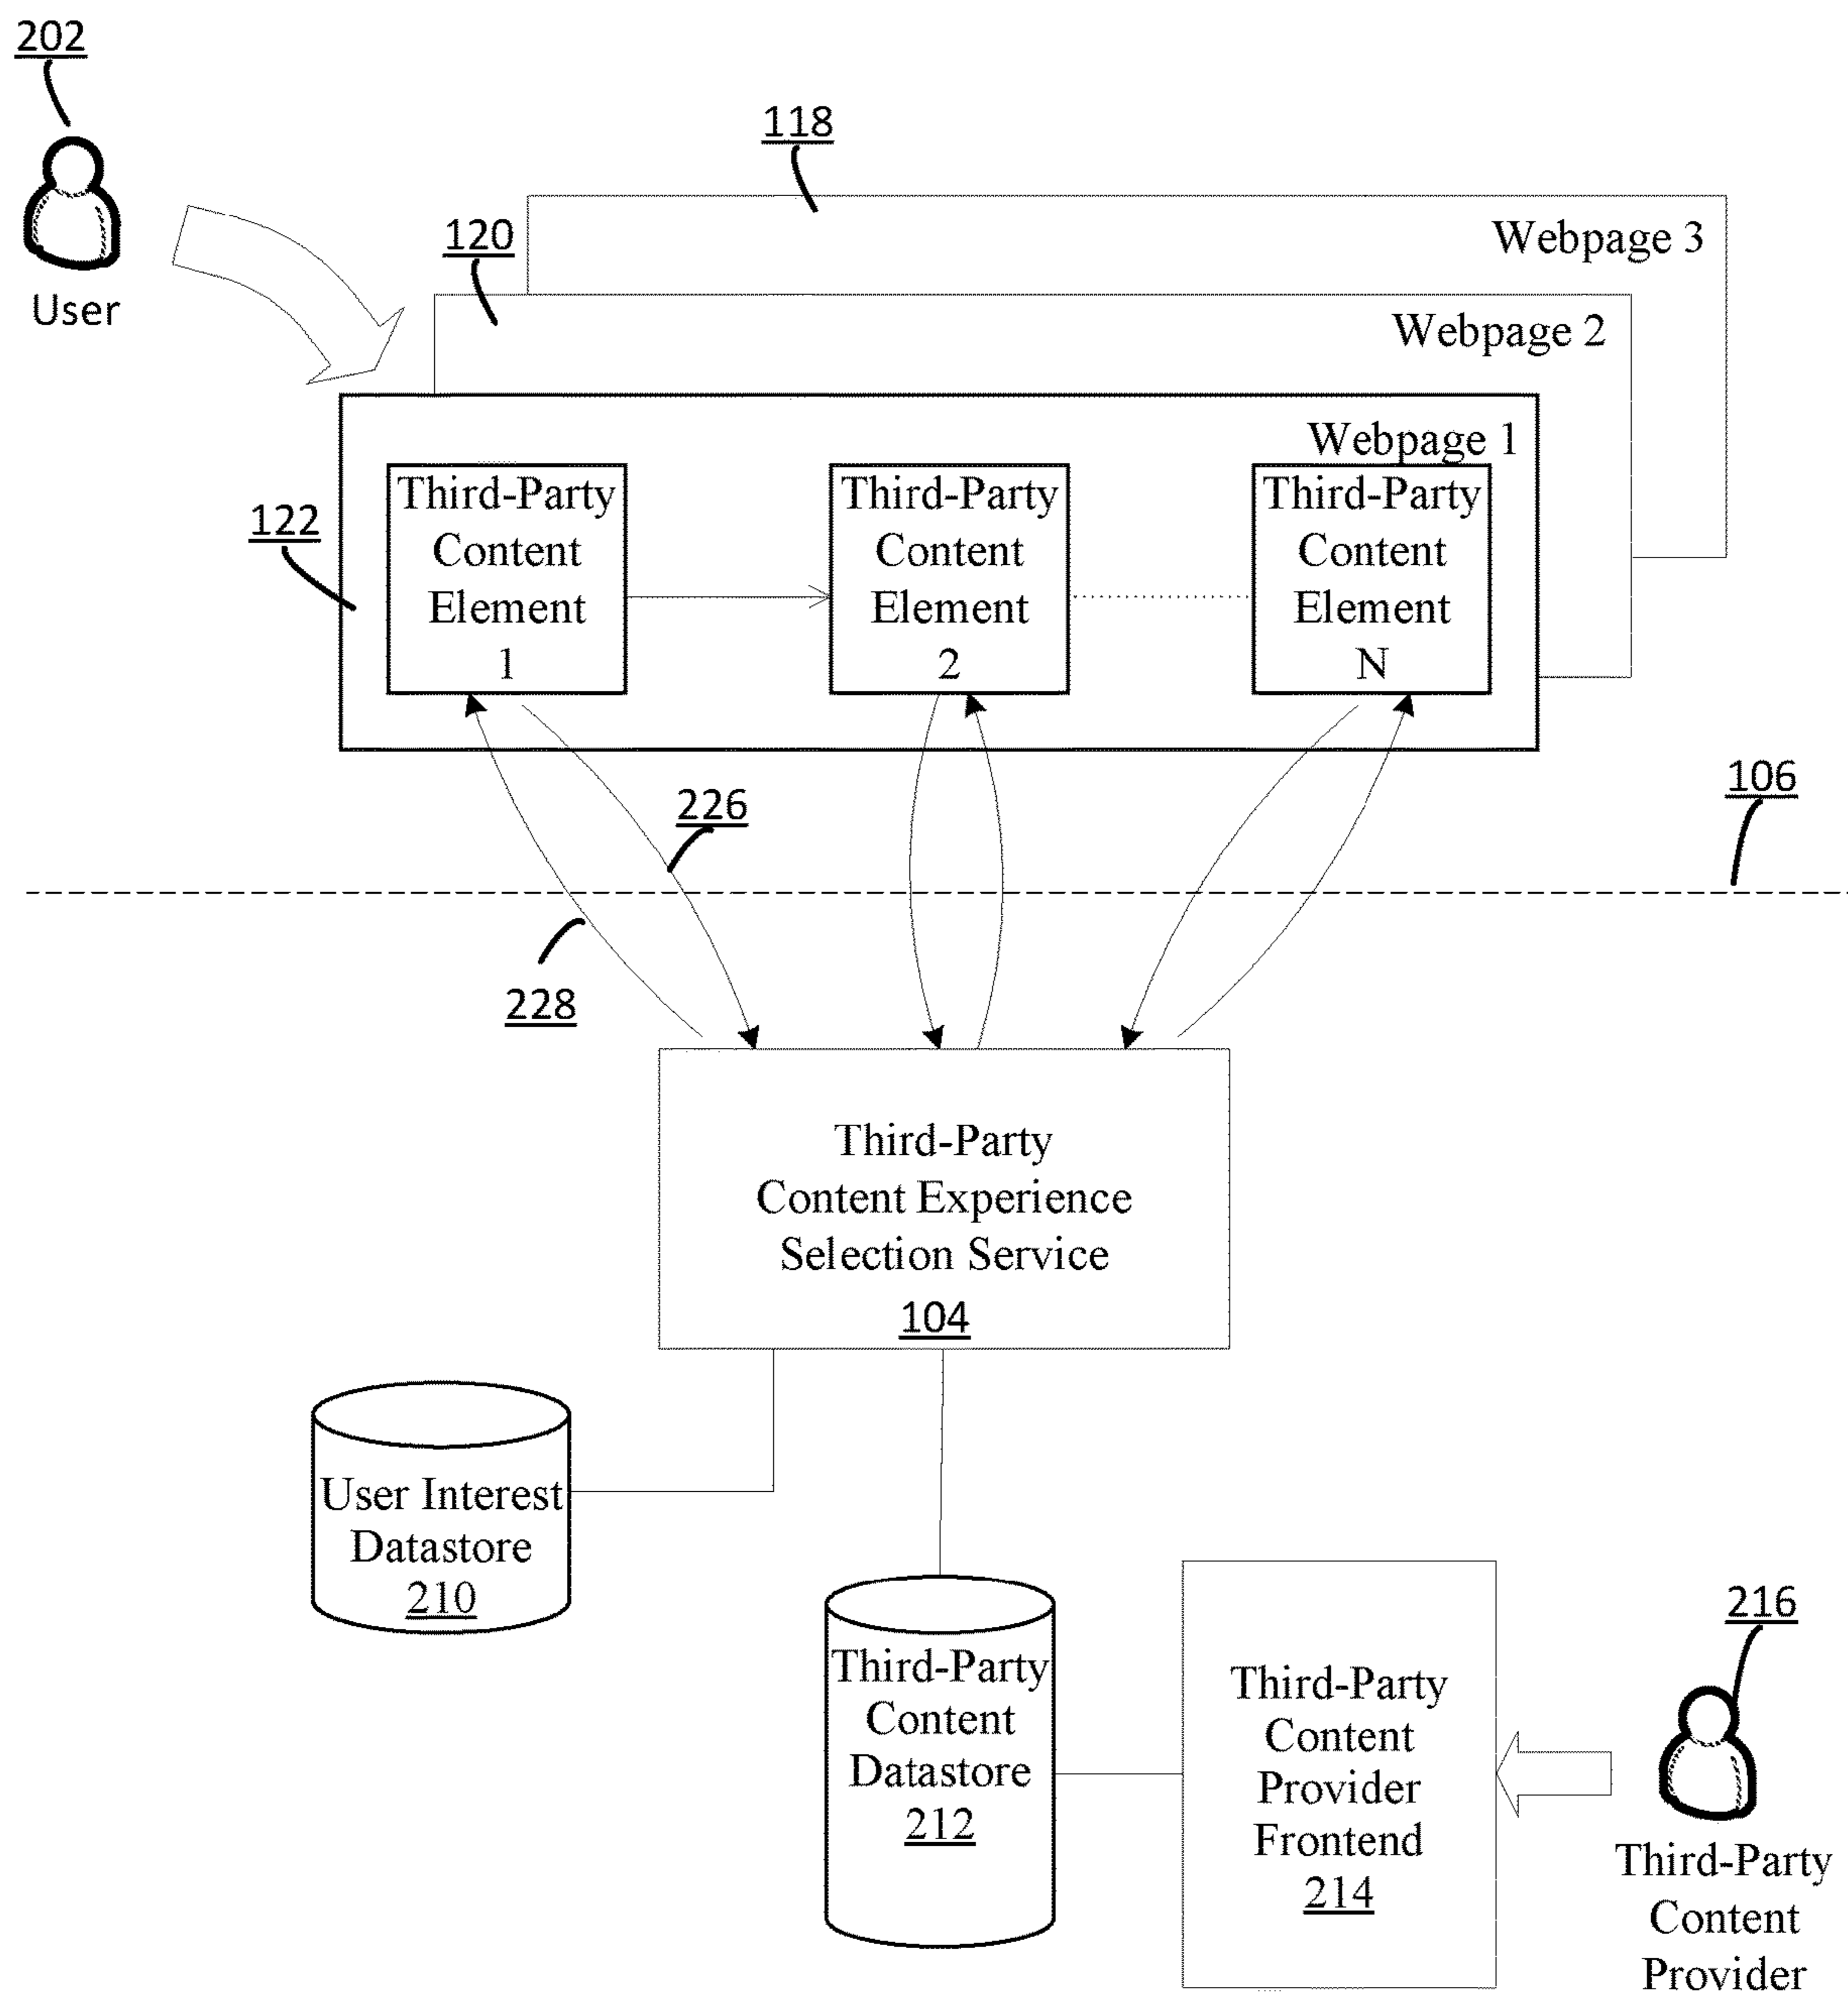 202
User
118
Webpage 3
120
Webpage 2
Webpage 1
122
Third-Party
Content
Element
1
Third-Party
Content
Element
2
Third-Party
Content
Element
N
226
106
228
Third-Party
Content Experience
Selection Service
104
User Interest
Datastore
210
Third-Party
Content
Datastore
212
Third-Party
Content
Provider
Frontend
214
216
Third-Party
Content
Provider